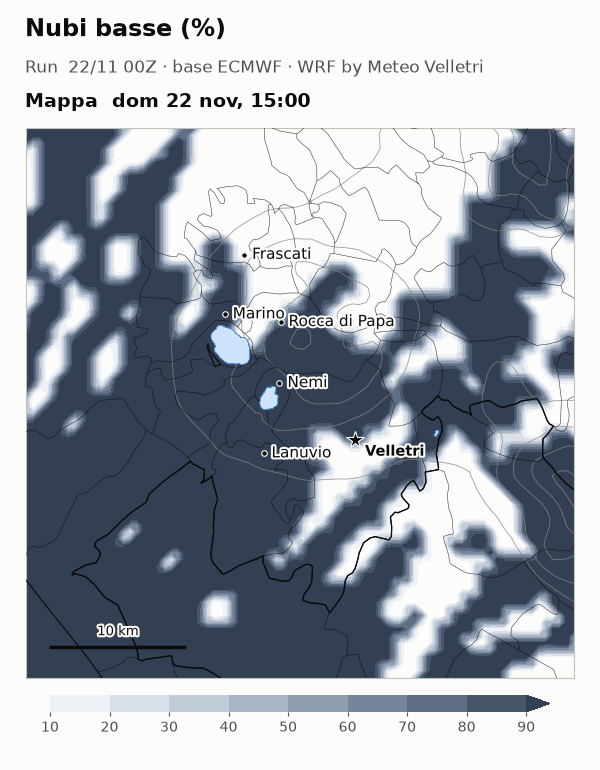 Nubi basse (%)
Run  22/11 00Z · base ECMWF · WRF by Meteo Velletri
Mappa  dom 22 nov, 15:00
Frascati
Marino
Rocca di Papa
Nemi
Velletri
Lanuvio
10 km
10 20 30 40 50 60 70 80 90